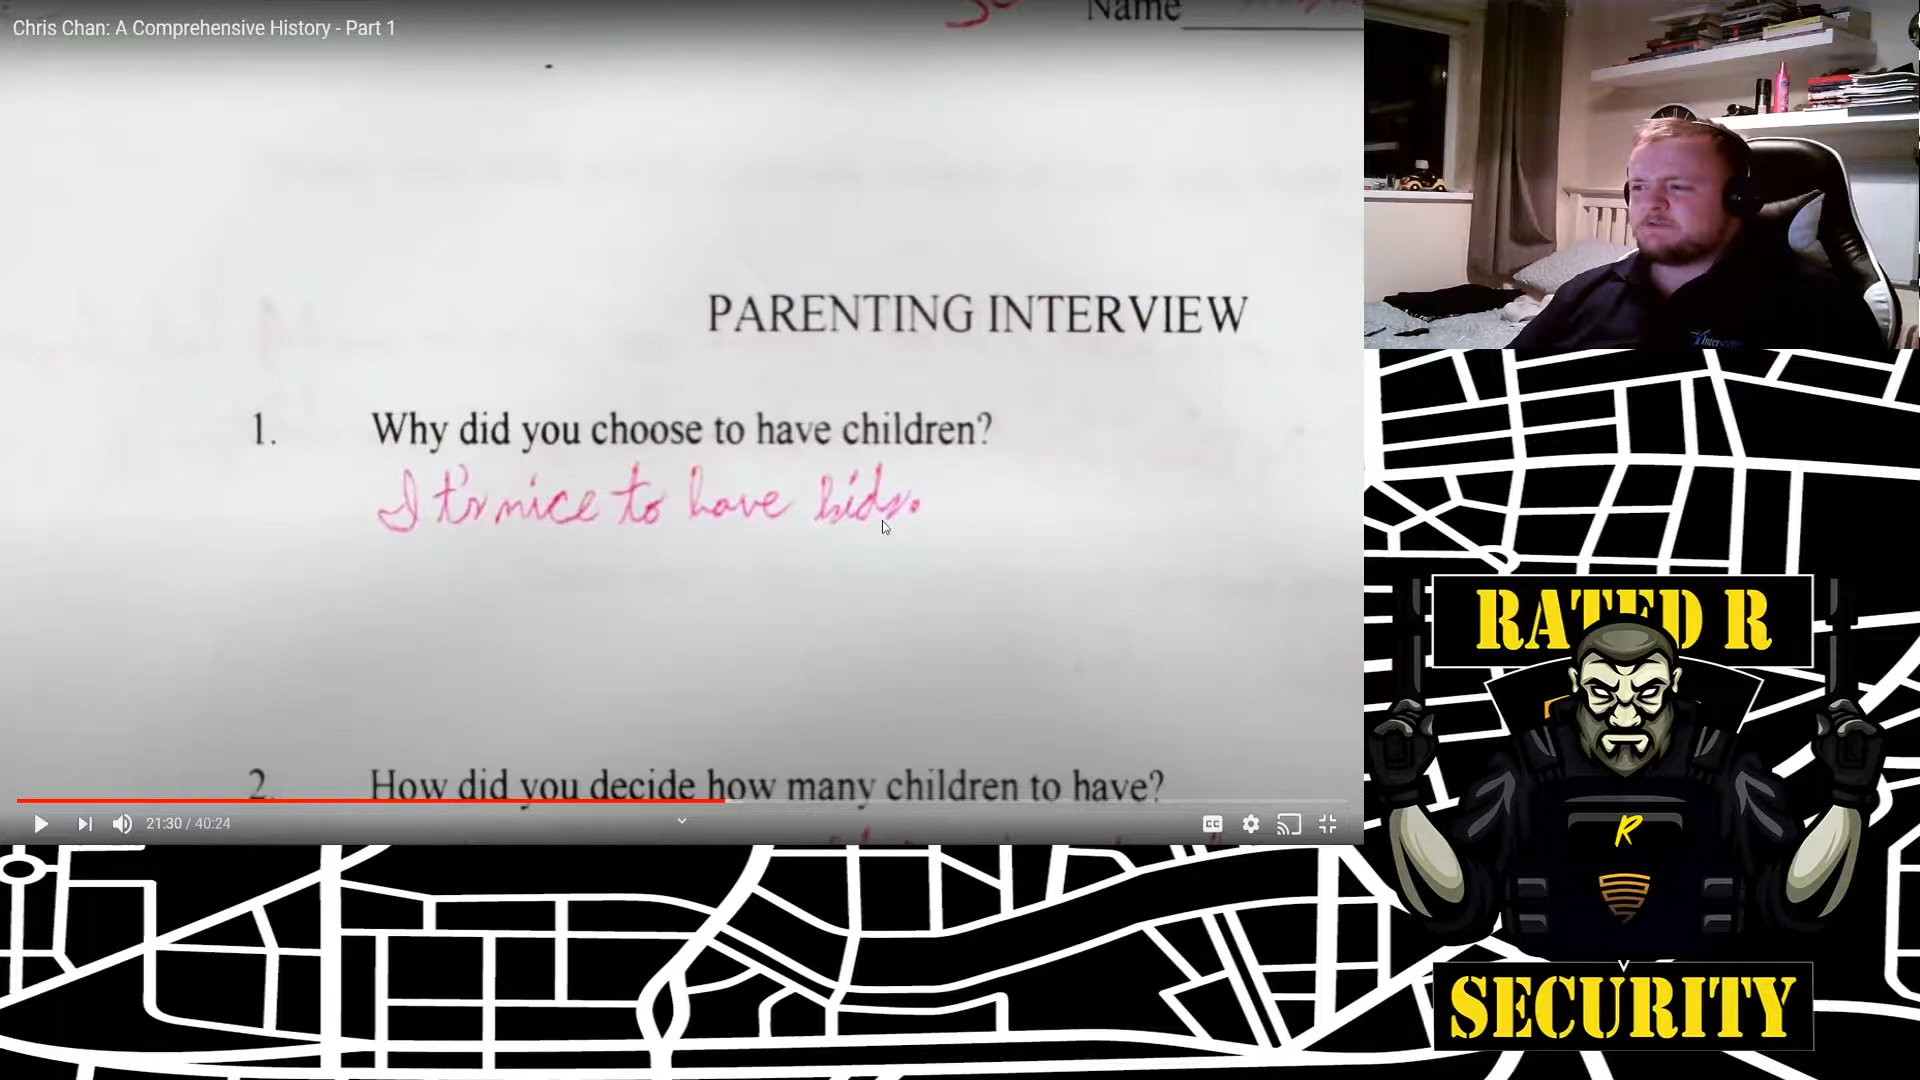 Chris Chan: A Comprehensive History - Part 1
Name
PARENTING INTERVIEW
1. Why did you choose to have children?
It's nice to have kids.
2. How did you decide how many children to have?
21:30 / 40:24
CC
RATED R
R
SECURITY